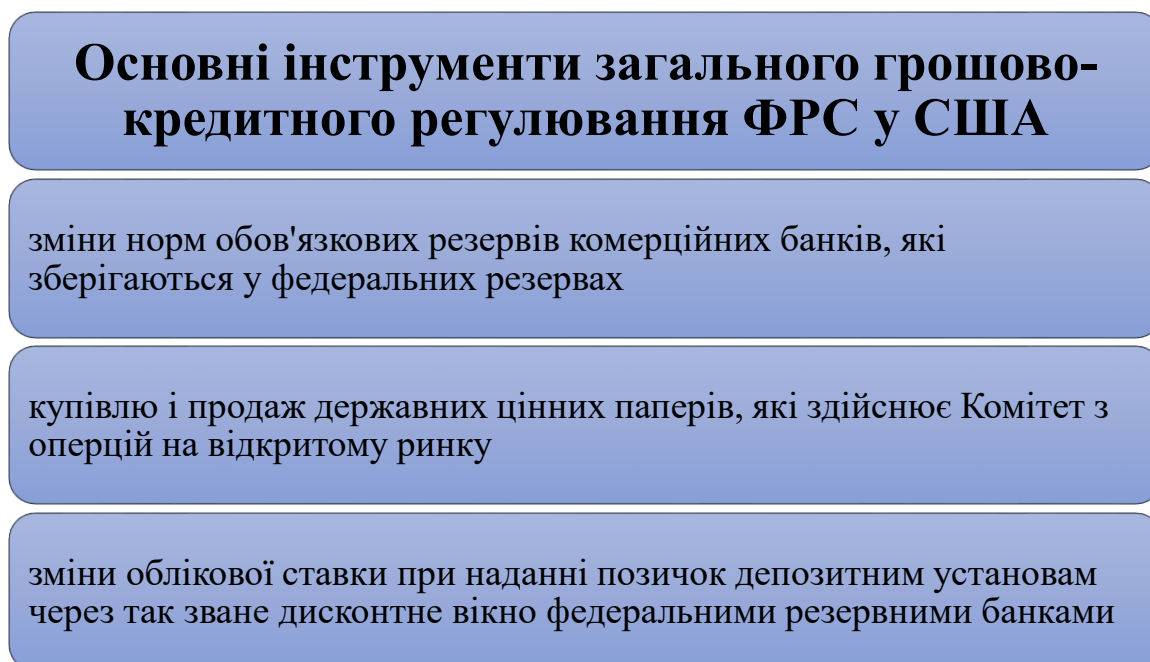 Основні інструменти загального грошово-
кредитного регулювання ФРС у США
зміни норм обов'язкових резервів комерційних банків, які
зберігаються у федеральних резервах
купівлю і продаж державних цінних паперів, які здійснює Комітет з
оперцій на відкритому ринку
зміни облікової ставки при наданні позичок депозитним установам
через так зване дисконтне вікно федеральними резервними банками